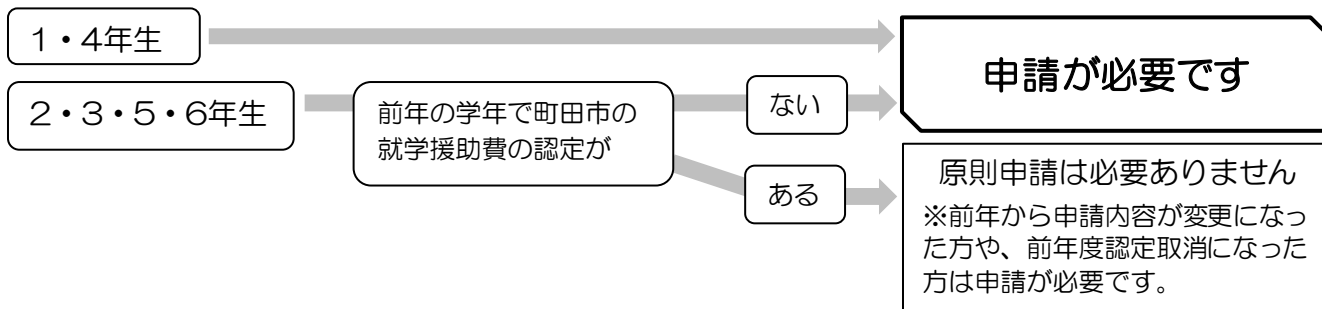 1・4年生
申請が必要です
2・3・5・6年生
前年の学年で町田市の
就学援助費の認定が
ない
ある
原則申請は必要ありません
※前年から申請内容が変更になっ
た方や、前年度認定取消になった
方は申請が必要です。